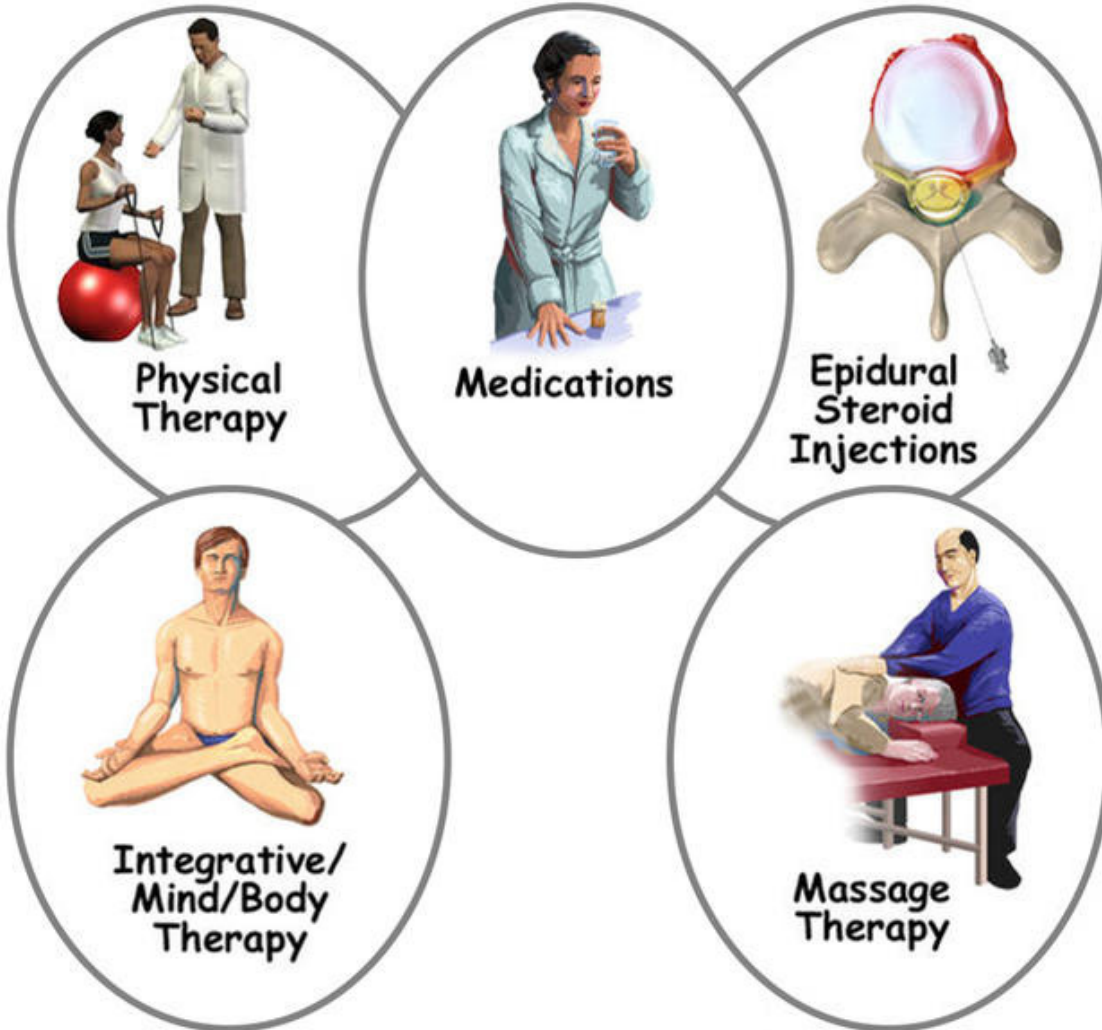 Physical
Therapy
Medications
Epidural
Steroid
Injections
Integrative/
Mind/Body
Therapy
Massage
Therapy